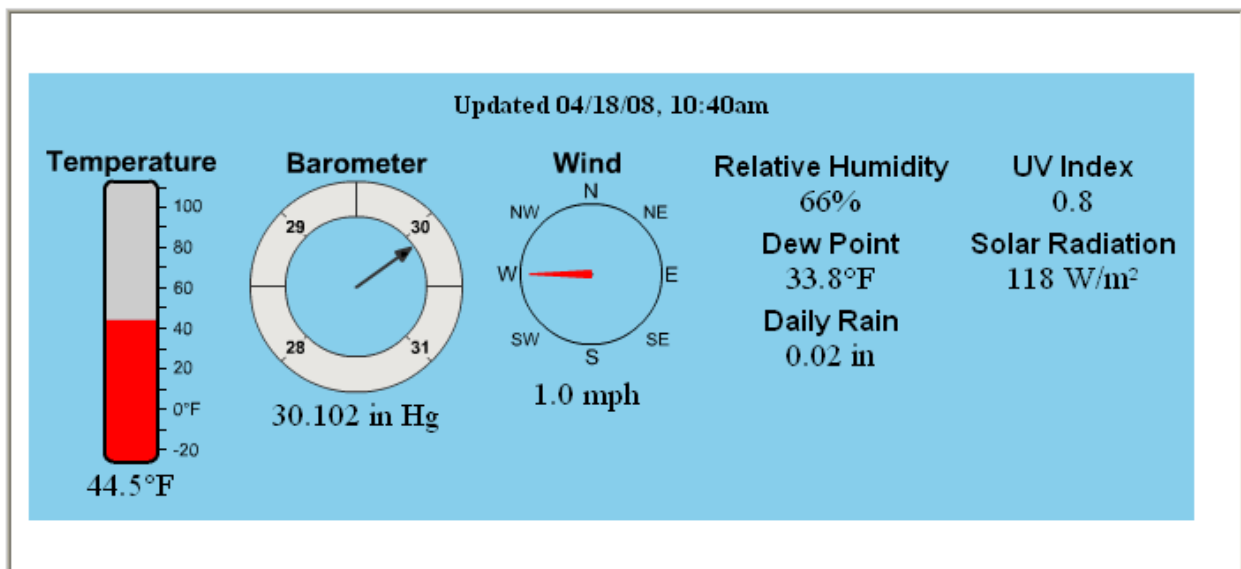 Updated 04/18/08, 10:40am
Temperature
100
80
60
40
20
0°F
-20
44.5°F
Barometer
29
30
28
31
30.102 in Hg
Wind
N
NW
NE
W
E
SW
SE
S
1.0 mph
Relative Humidity
66%
Dew Point
33.8°F
Daily Rain
0.02 in
UV Index
0.8
Solar Radiation
118 W/m²